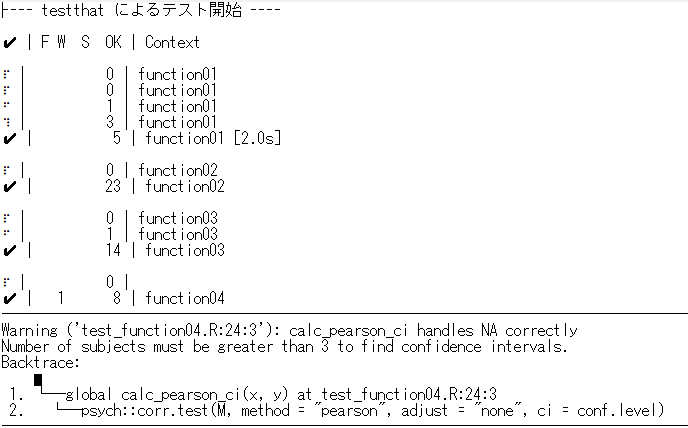 ├--- testthat によるテスト開始 ----
✔ | F W  S  OK | Context
⠏ |          0 | function01
⠏ |          0 | function01
⠋ |          1 | function01
⠹ |          3 | function01
✔ |          5 | function01 [2.0s]
⠏ |          0 | function02
✔ |         23 | function02
⠏ |          0 | function03
⠋ |          1 | function03
✔ |         14 | function03
⠏ |          0 |
✔ |   1      8 | function04
Warning ('test_function04.R:24:3'): calc_pearson_ci handles NA correctly
Number of subjects must be greater than 3 to find confidence intervals.
Backtrace:
1. └─global calc_pearson_ci(x, y) at test_function04.R:24:3
2.   └─psych::corr.test(M, method = "pearson", adjust = "none", ci = conf.level)